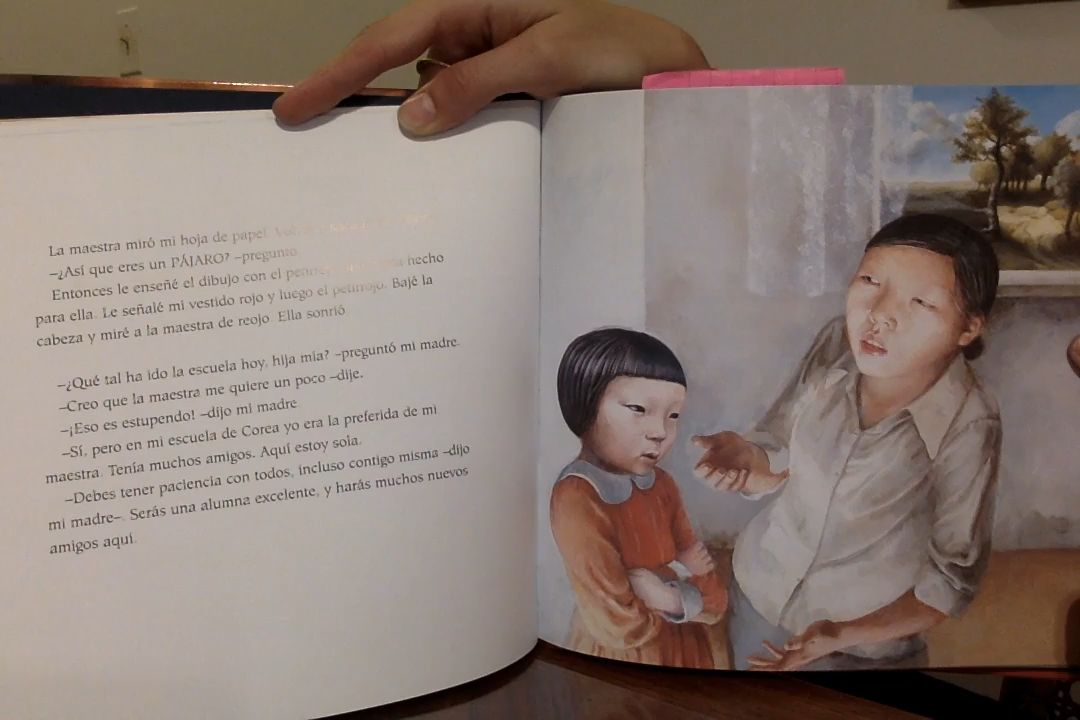 La maestra miró mi hoja de papel.
–¿Así que eres un PÁJARO? –preguntó.
Entonces le enseñé el dibujo con el hecho
para ella. Le señalé mi vestido rojo y luego el petirrojo. Bajé la
cabeza y miré a la maestra de reojo. Ella sonrió.
–¿Qué tal ha ido la escuela hoy, hija mía? –preguntó mi madre.
–Creo que la maestra me quiere un poco –dije.
–¡Eso es estupendo! –dijo mi madre.
–Sí, pero en mi escuela de Corea yo era la preferida de mi
maestra. Tenía muchos amigos. Aquí estoy sola.
–Debes tener paciencia con todos, incluso contigo misma –dijo
mi madre–. Serás una alumna excelente, y harás muchos nuevos
amigos aquí.